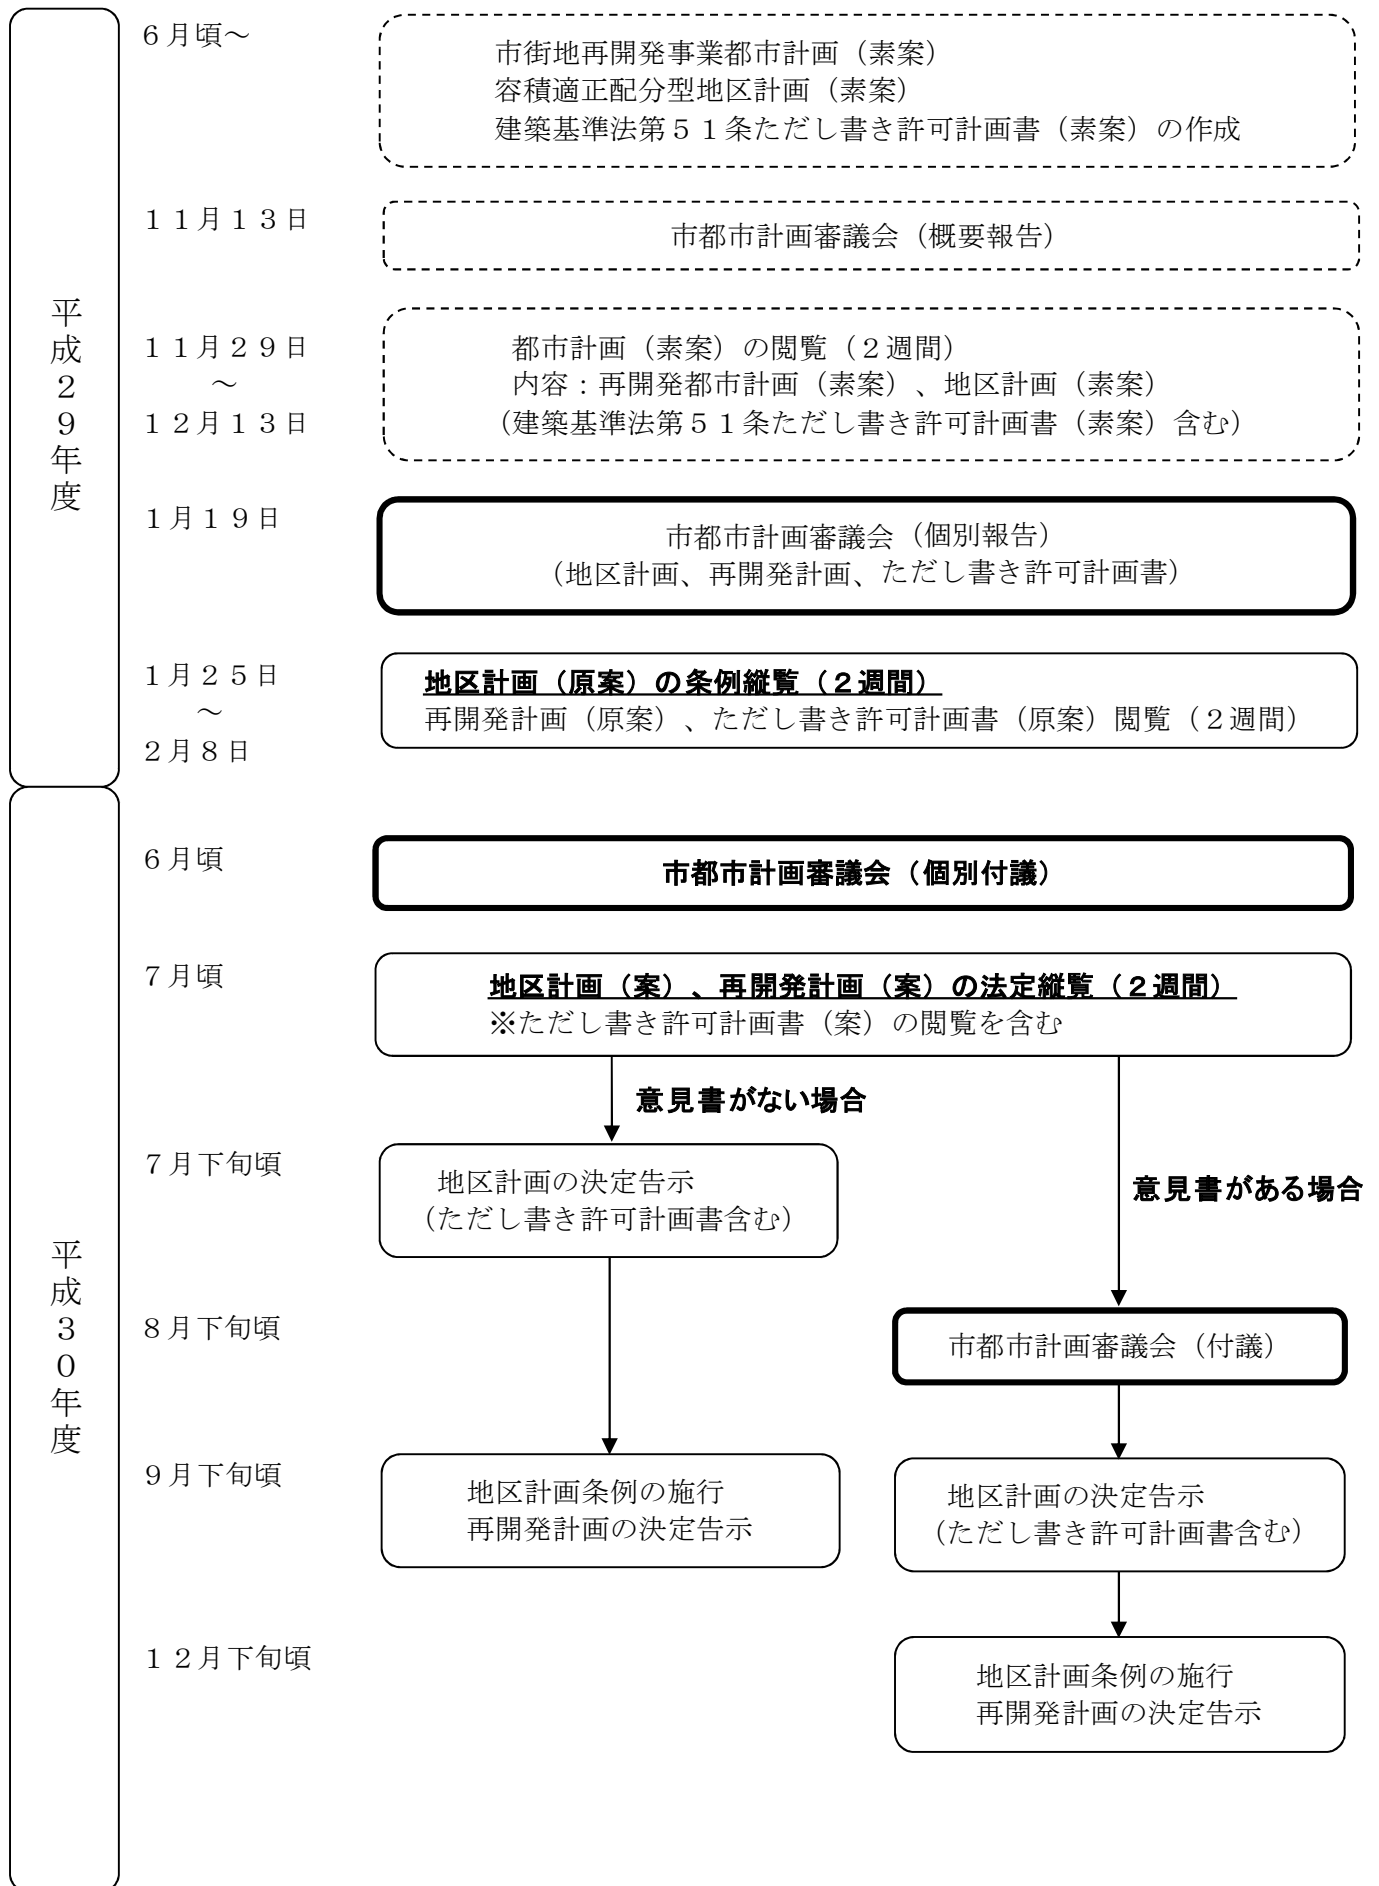 平成２９年度
６月頃～
市街地再開発事業都市計画（素案）
容積適正配分型地区計画（素案）
建築基準法第５１条ただし書き許可計画書（素案）の作成
１１月１３日
市都市計画審議会（概要報告）
１１月２９日
～
１２月１３日
都市計画（素案）の閲覧（２週間）
内容：再開発都市計画（素案）、地区計画（素案）
（建築基準法第５１条ただし書き許可計画書（素案）含む）
１月１９日
市都市計画審議会（個別報告）
（地区計画、再開発計画、ただし書き許可計画書）
１月２５日
～
２月８日
地区計画（原案）の条例縦覧（２週間）
再開発計画（原案）、ただし書き許可計画書（原案）閲覧（２週間）
平成３０年度
６月頃
市都市計画審議会（個別付議）
７月頃
地区計画（案）、再開発計画（案）の法定縦覧（２週間）
※ただし書き許可計画書（案）の閲覧を含む
意見書がない場合
７月下旬頃
地区計画の決定告示
（ただし書き許可計画書含む）
意見書がある場合
８月下旬頃
市都市計画審議会（付議）
９月下旬頃
地区計画条例の施行
再開発計画の決定告示
地区計画の決定告示
（ただし書き許可計画書含む）
１２月下旬頃
地区計画条例の施行
再開発計画の決定告示